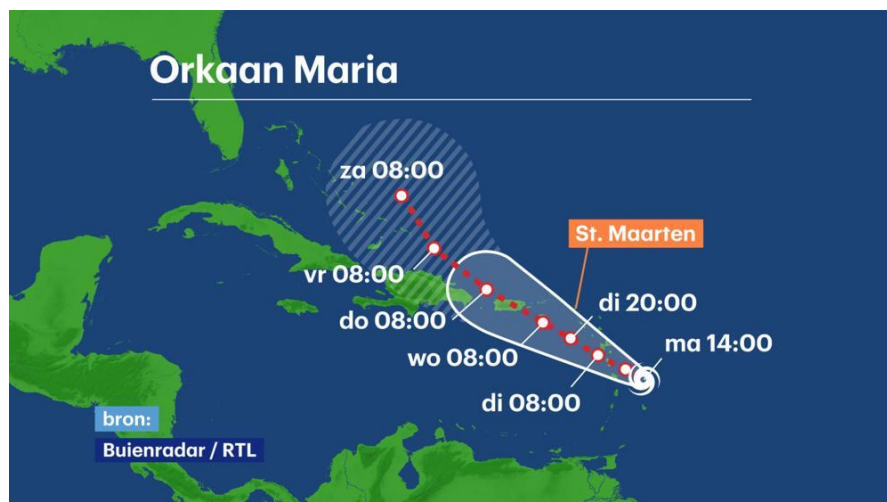 Orkaan Maria
za 08:00
St. Maarten
vr 08:00
di 20:00
do 08:00
ma 14:00
wo 08:00
di 08:00
bron:
Buienradar / RTL